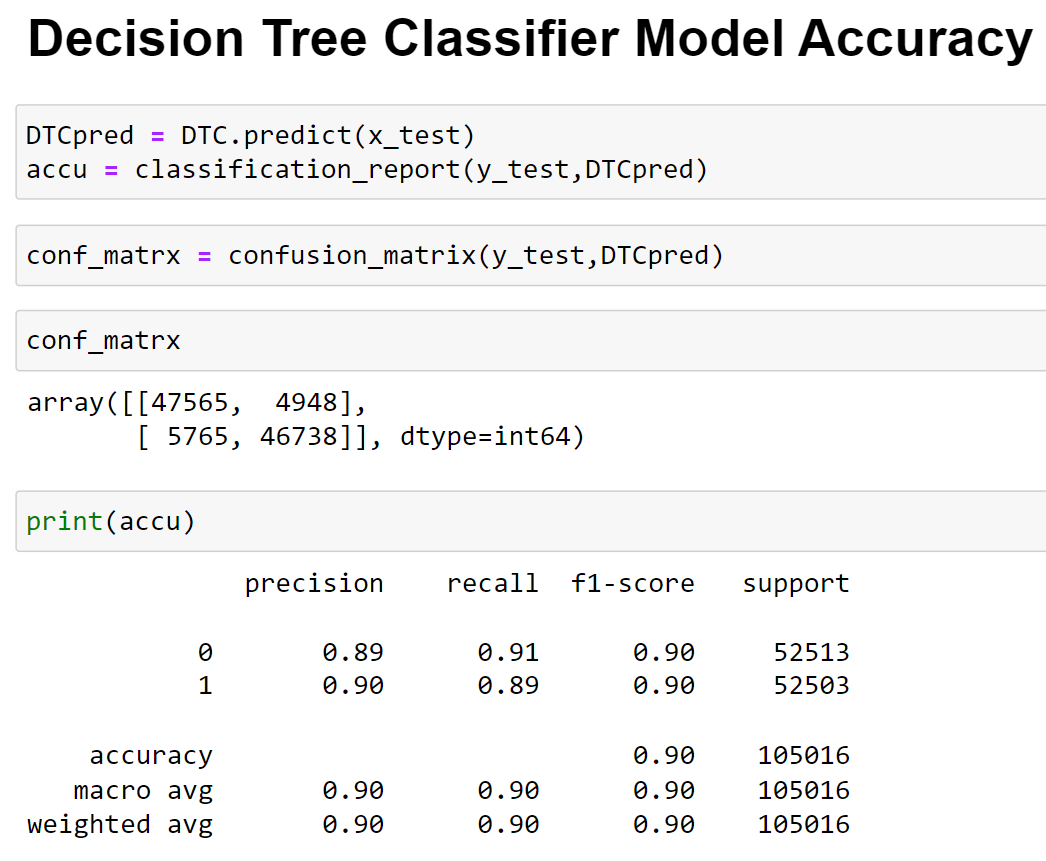 Decision Tree Classifier Model Accuracy
DTCpred = DTC.predict(x_test)
accu = classification_report(y_test,DTCpred)
conf_matrx = confusion_matrix(y_test,DTCpred)
conf_matrx
array([[47565,  4948],
       [ 5765, 46738]], dtype=int64)
print(accu)
              precision    recall  f1-score   support
           0       0.89      0.91      0.90     52513
           1       0.90      0.89      0.90     52503
    accuracy                           0.90    105016
   macro avg       0.90      0.90      0.90    105016
weighted avg       0.90      0.90      0.90    105016